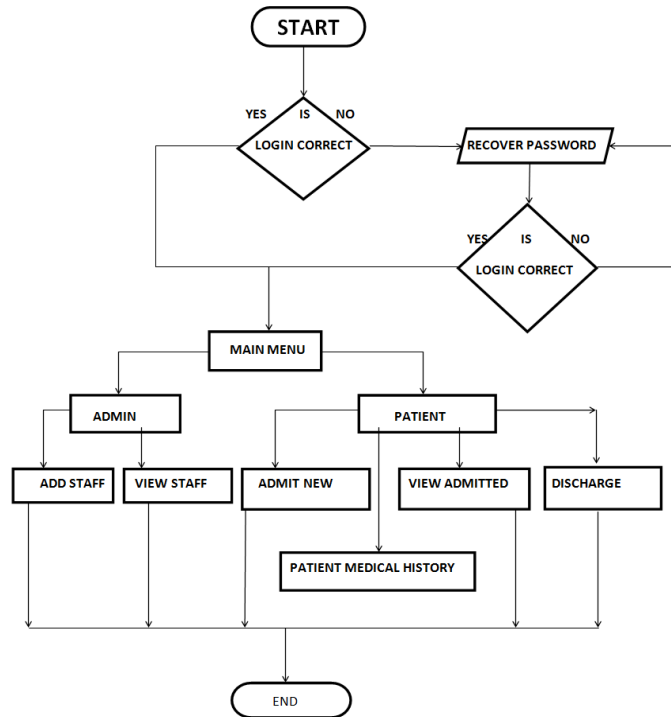 START
YES IS NO
LOGIN CORRECT
RECOVER PASSWORD
YES IS NO
LOGIN CORRECT
MAIN MENU
ADMIN
PATIENT
ADD STAFF
VIEW STAFF
ADMIT NEW
VIEW ADMITTED
DISCHARGE
PATIENT MEDICAL HISTORY
END